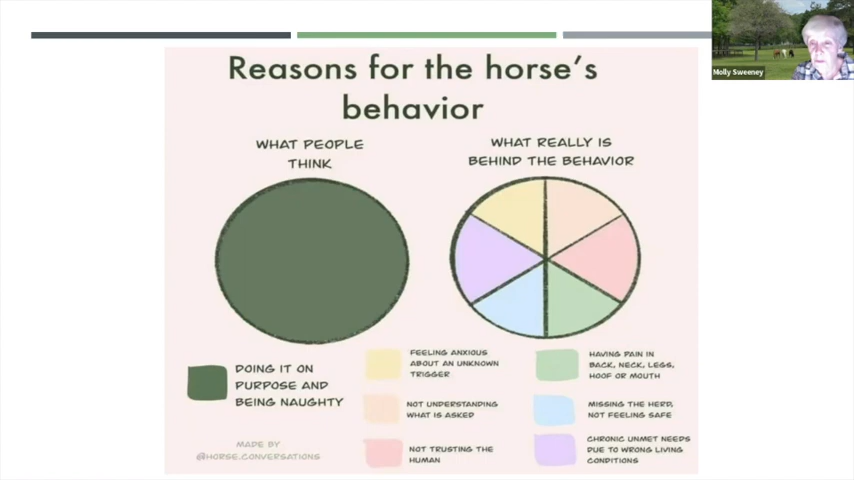 Molly Sweeney
Reasons for the horse's
behavior
WHAT PEOPLE
THINK
WHAT REALLY IS
BEHIND THE BEHAVIOR
DOING IT ON
PURPOSE AND
BEING NAUGHTY
FEELING ANXIOUS
ABOUT AN UNKNOWN
TRIGGER
NOT UNDERSTANDING
WHAT IS ASKED
NOT TRUSTING THE
HUMAN
HAVING PAIN IN
BACK, NECK, LEGS,
HOOF OR MOUTH
MISSING THE HERD,
NOT FEELING SAFE
CHRONIC UNMET NEEDS
DUE TO WRONG LIVING
CONDITIONS
MADE BY
@HORSE.CONVERSATIONS